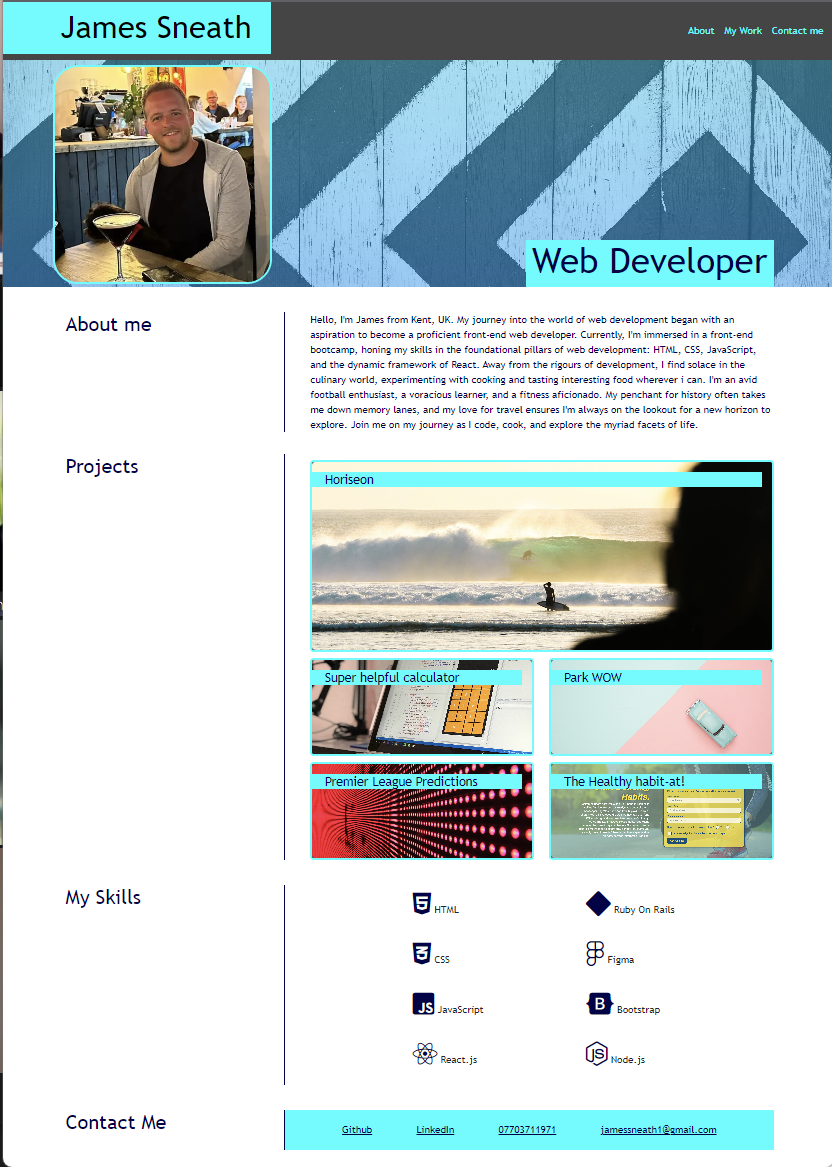 James Sneath
About My Work Contact me
Web Developer
About me
Hello, I'm James from Kent, UK. My journey into the world of web development began with an
aspiration to become a proficient front-end web developer. Currently, I'm immersed in a front-end
bootcamp, honing my skills in the foundational pillars of web development: HTML, CSS, JavaScript,
and the dynamic framework of React. Away from the rigours of development, I find solace in the
culinary world, experimenting with cooking and tasting interesting food wherever i can. I'm an avid
football enthusiast, a voracious learner, and a fitness aficionado. My penchant for history often takes
me down memory lanes, and my love for travel ensures I'm always on the lookout for a new horizon to
explore. Join me on my journey as I code, cook, and explore the myriad facets of life.
Projects
Horiseon
Super helpful calculator
Park WOW
Premier League Predictions
The Healthy habit-at!
Habits.
My Skills
HTML
Ruby On Rails
CSS
Figma
JS JavaScript
B Bootstrap
React.js
JS Node.js
Contact Me
Github LinkedIn 07703711971 jamessneath1@gmail.com